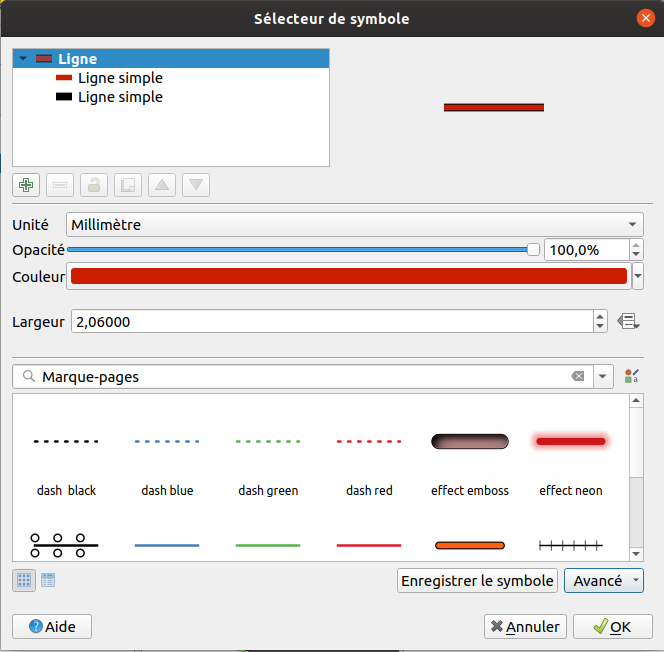 Sélecteur de symbole
Ligne
Ligne simple
Ligne simple
Unité Millimètre
Opacité 100,0%
Couleur
Largeur 2,06000
Marque-pages
dash  black dash blue dash green dash red effect emboss effect neon
Enregistrer le symbole Avancé
Aide Annuler OK